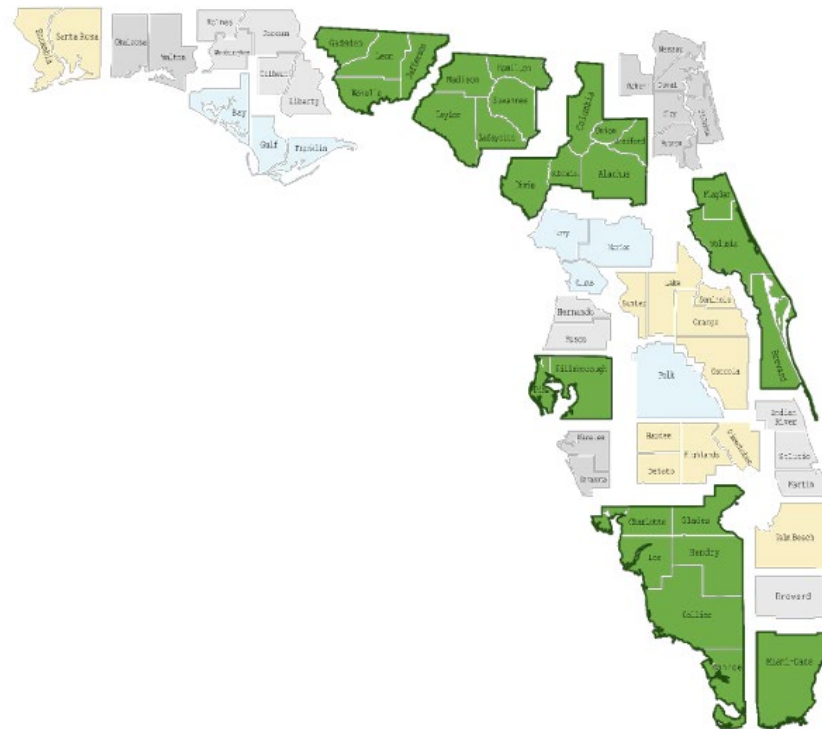 Escambia
Santa Rosa
Okaloosa
Walton
Holmes
Washington
Jackson
Calhoun
Liberty
Bay
Gulf
Franklin
Gadsden
Leon
Jefferson
Wakulla
Madison
Hamilton
Taylor
Suwannee
Lafayette
Columbia
Union
Bradford
Dixie
Gilchrist
Alachua
Nassau
Baker
Duval
Clay
Putnam
Flagler
Volusia
Brevard
Levy
Marion
Citrus
Sumter
Lake
Seminole
Orange
Osceola
Hernando
Pasco
Hillsborough
Polk
Hardee
Highlands
Okeechobee
DeSoto
Manatee
Sarasota
Indian
River
St Lucie
Martin
Charlotte
Glades
Lee
Hendry
Collier
Monroe
Palm Beach
Broward
Miami-Dade